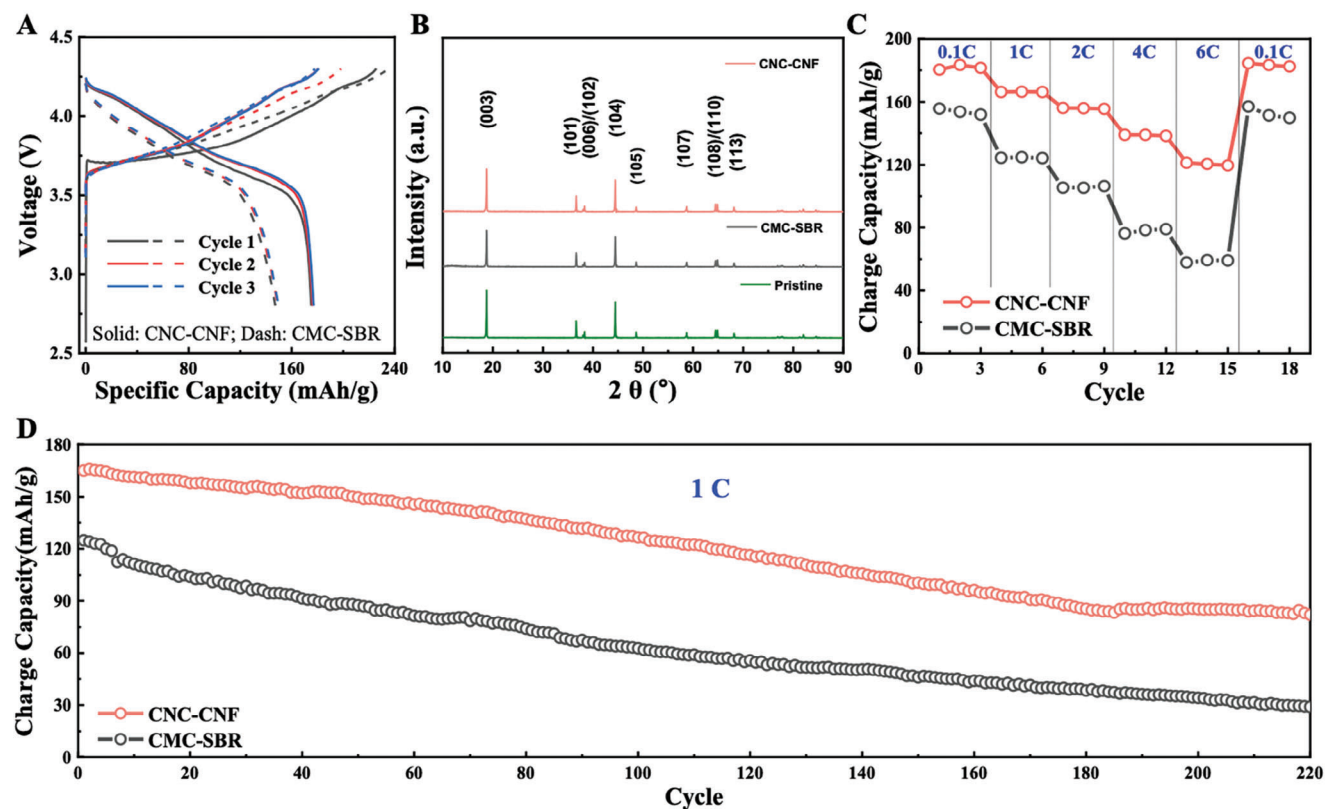 A
Voltage (V)
4.5
4.0
3.5
3.0
2.5
Cycle 1
Cycle 2
Cycle 3
Solid: CNC-CNF; Dash: CMC-SBR
0 80 160 240
Specific Capacity (mAh/g)
B
Intensity (a.u.)
CNC-CNF
(003)
(101)
(006)/(102)
(104)
(105)
(107)
(108)/(110)
(113)
CMC-SBR
Pristine
10 20 30 40 50 60 70 80 90
2 θ (°)
C
Charge Capacity(mAh/g)
200
160
120
80
40
0
0.1C 1C 2C 4C 6C 0.1C
CNC-CNF
CMC-SBR
0 3 6 9 12 15 18
Cycle
D
Charge Capacity(mAh/g)
180
150
120
90
60
30
0
1 C
CNC-CNF
CMC-SBR
0 20 40 60 80 100 120 140 160 180 200 220
Cycle